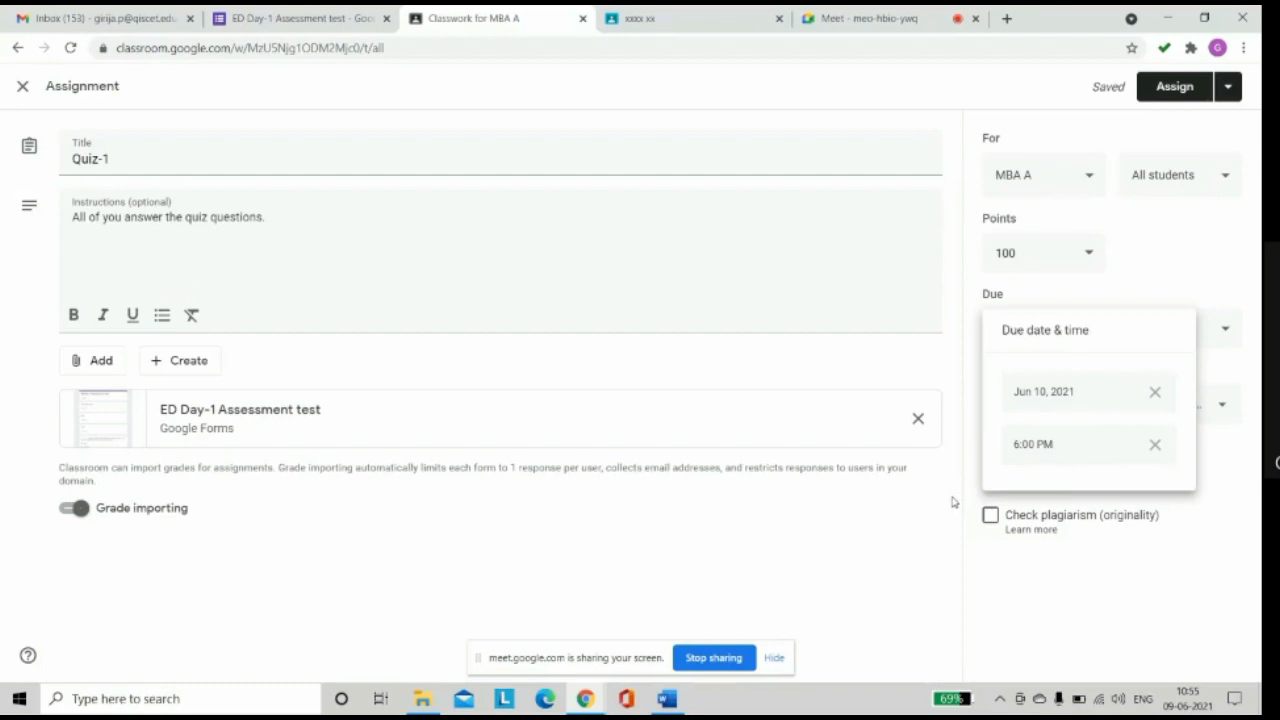 Inbox (153) - girija.p@qiscet.edu
ED Day-1 Assessment test - Goo
Classwork for MBA A
xxxx xx
Meet - meo-hbio-ywq
classroom.google.com/w/MzU5Njg1ODM2Mjc0/t/all
G
Assignment
Saved
Assign
Title
Quiz-1
Instructions (optional)
All of you answer the quiz questions.
B I U
Add
Create
ED Day-1 Assessment test
Google Forms
Classroom can import grades for assignments. Grade importing automatically limits each form to 1 response per user, collects email addresses, and restricts responses to users in your
domain.
Grade importing
For
MBA A
All students
Points
100
Due
Due date & time
Jun 10, 2021
6:00 PM
Check plagiarism (originality)
Learn more
meet.google.com is sharing your screen.
Stop sharing
Hide
Type here to search
L
69%
ENG
10:55
09-06-2021